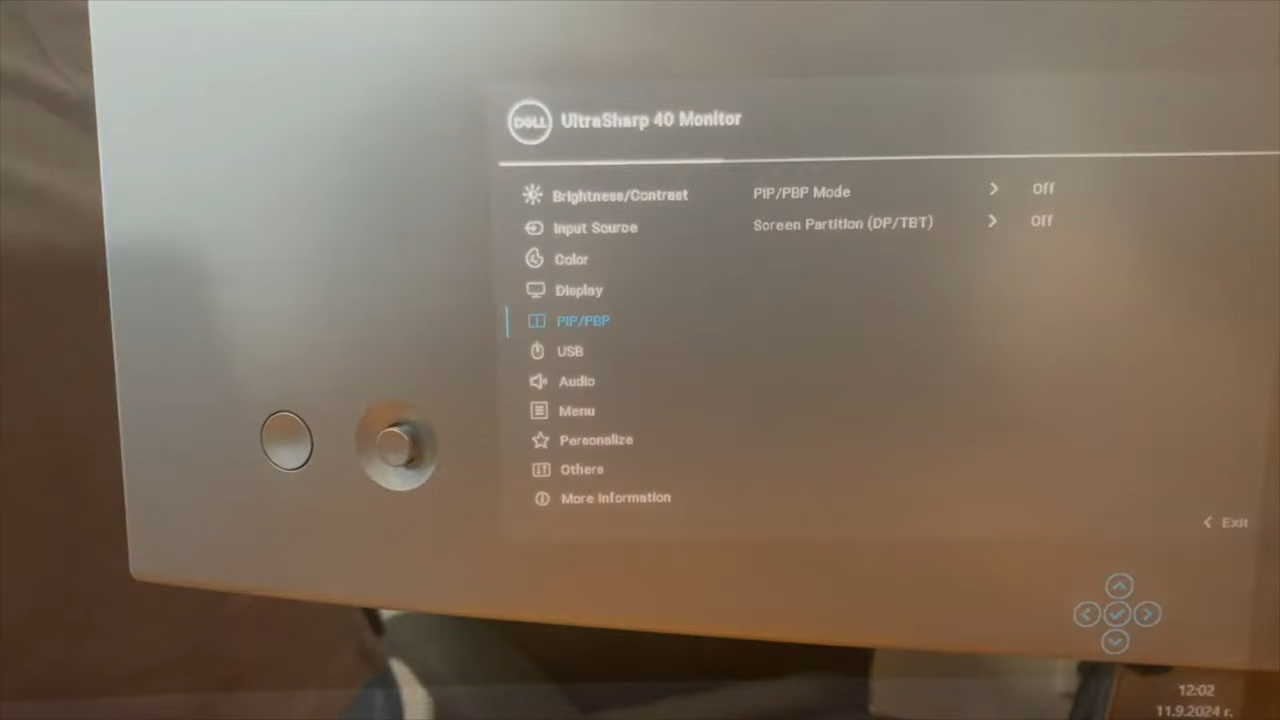 DELL UltraSharp 40 Monitor
Brightness/Contrast
PIP/PBP Mode
Off
Input Source
Screen Partition (DP/TBT)
Off
Color
Display
PIP/PBP
USB
Audio
Menu
Personalize
Others
More Information
Exit
12:02
11.9.2024 г.